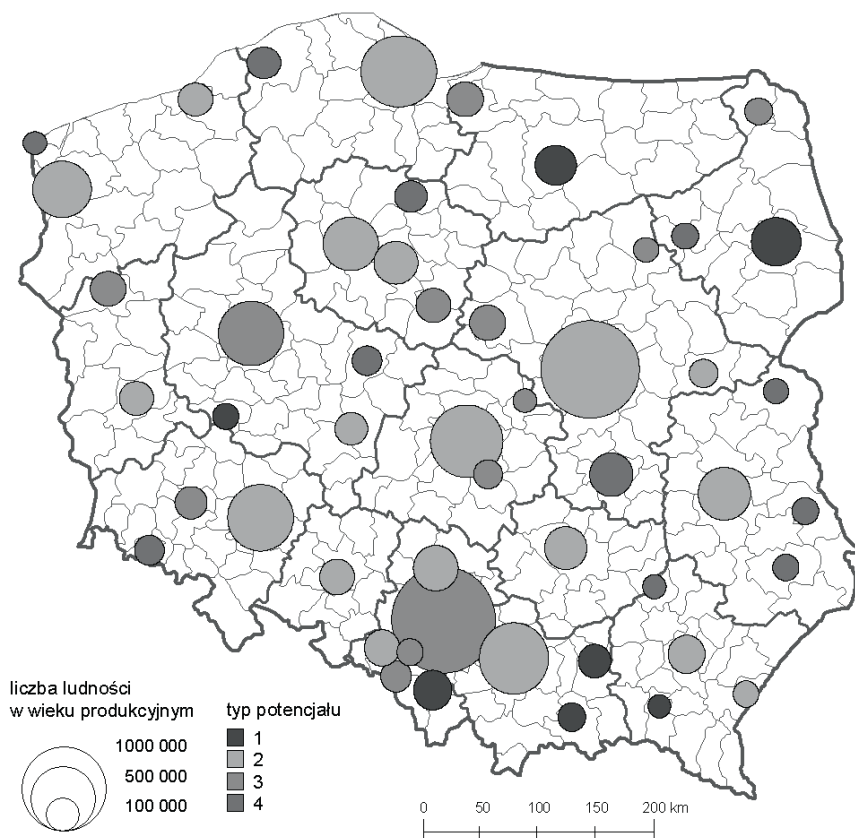 liczba ludności
w wieku produkcyjnym
1000 000
500 000
100 000
typ potencjału
1
2
3
4
0 50 100 150 200 km